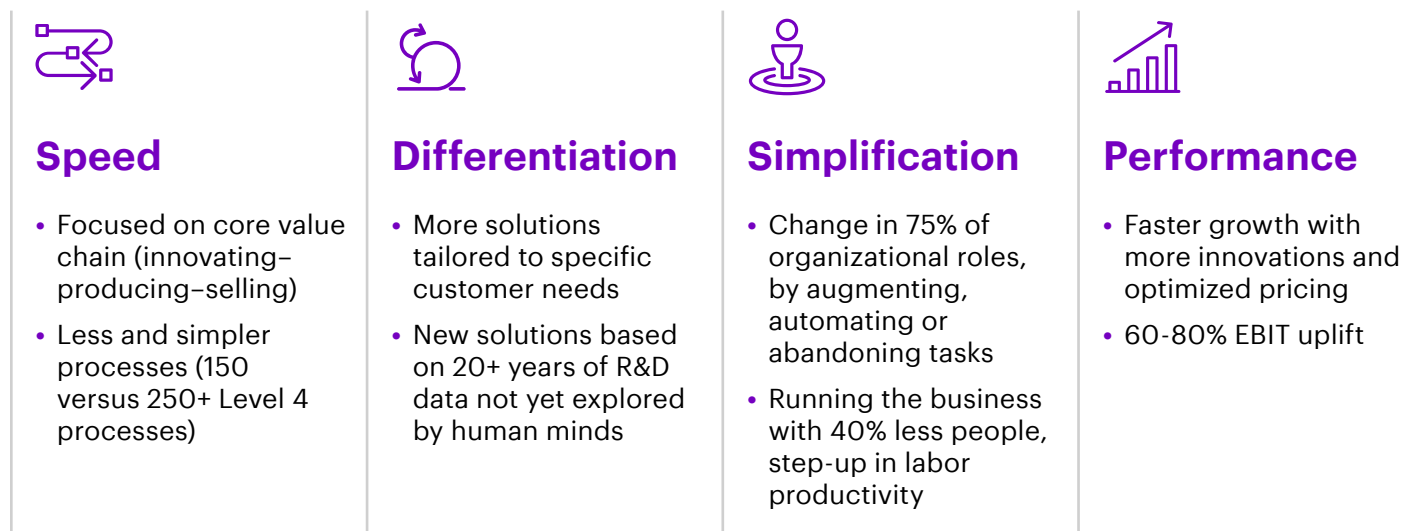 Speed
• Focused on core value
chain (innovating–
producing–selling)
• Less and simpler
processes (150
versus 250+ Level 4
processes)
Differentiation
• More solutions
tailored to specific
customer needs
• New solutions based
on 20+ years of R&D
data not yet explored
by human minds
Simplification
• Change in 75% of
organizational roles,
by augmenting,
automating or
abandoning tasks
• Running the business
with 40% less people,
step-up in labor
productivity
Performance
• Faster growth with
more innovations and
optimized pricing
• 60-80% EBIT uplift